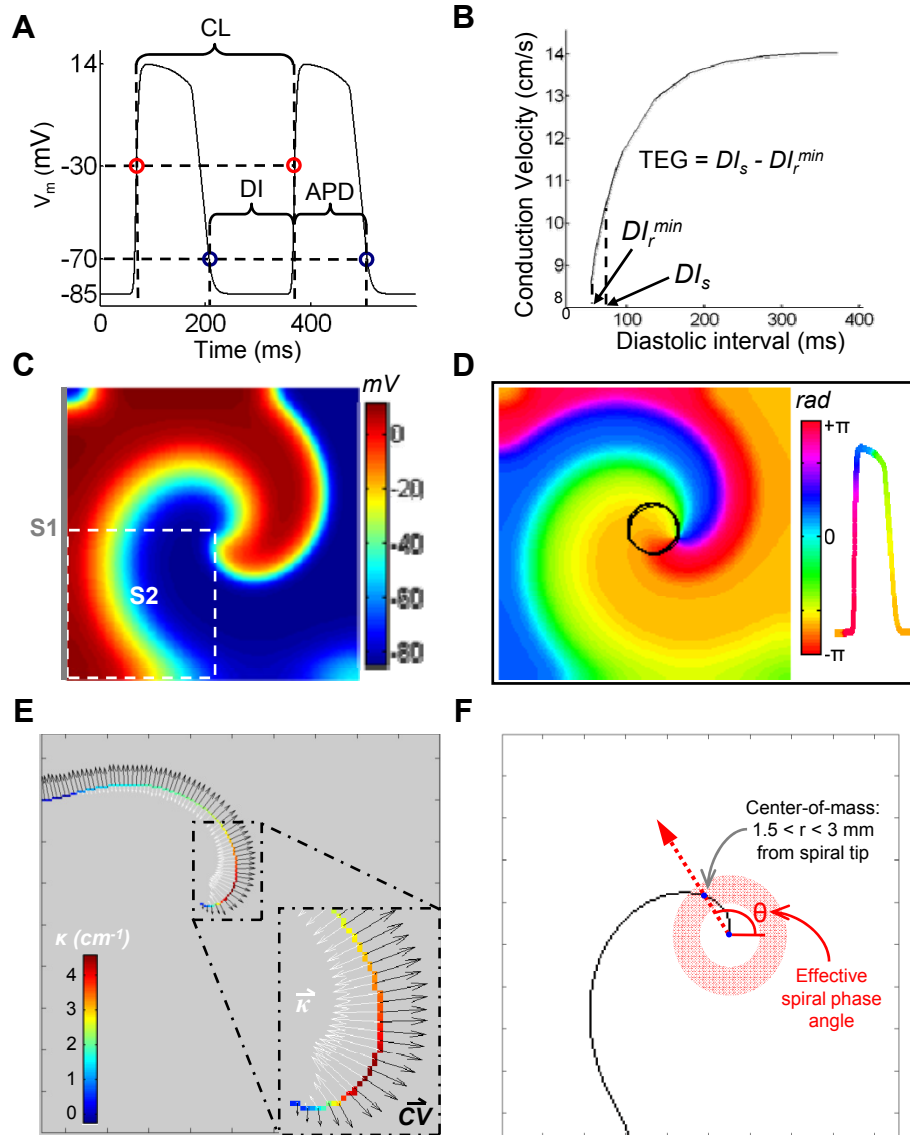 A
CL
14
-30
-70
-85
V_m (mV)
DI
APD
0
200
400
Time (ms)
B
14
13
12
11
10
9
8
Conduction Velocity (cm/s)
TEG = DI_s - DI_r^min
DI_r^min
DI_s
0
100
200
300
400
Diastolic interval (ms)
C
S1
S2
mV
0
-20
-40
-60
-80
D
rad
+π
0
-π
E
κ (cm⁻¹)
4
3
2
1
0
κ
CV
F
Center-of-mass:
1.5 < r < 3 mm
from spiral tip
θ
Effective
spiral phase
angle